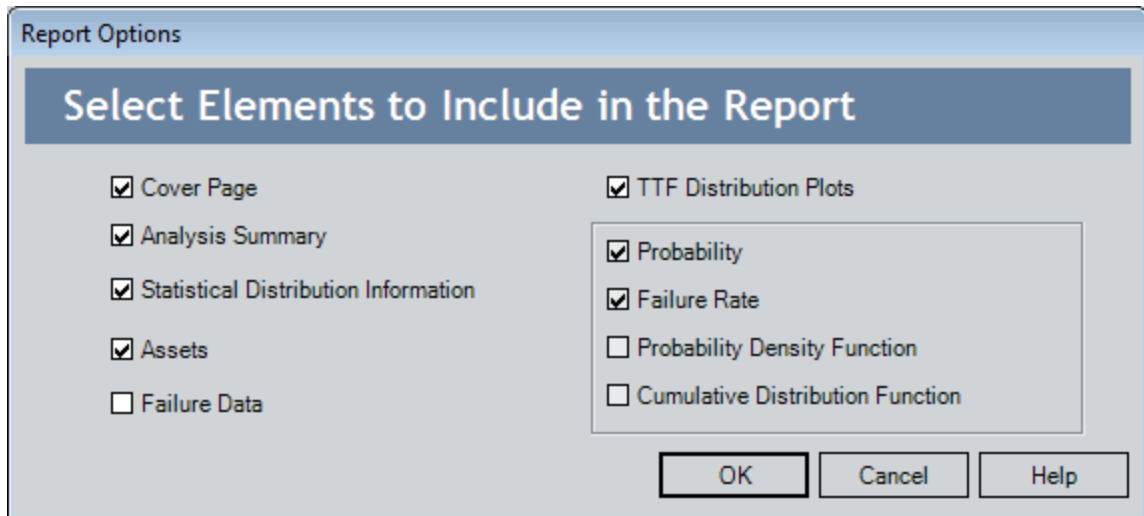 Report Options
Select Elements to Include in the Report
Cover Page
Analysis Summary
Statistical Distribution Information
Assets
Failure Data
TTF Distribution Plots
Probability
Failure Rate
Probability Density Function
Cumulative Distribution Function
OK
Cancel
Help